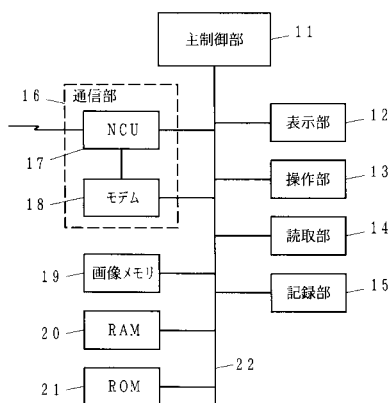 主制御部
11
16
通信部
NCU
17
18
モデム
表示部
12
操作部
13
読取部
14
記録部
15
19
画像メモリ
20
RAM
21
ROM
22